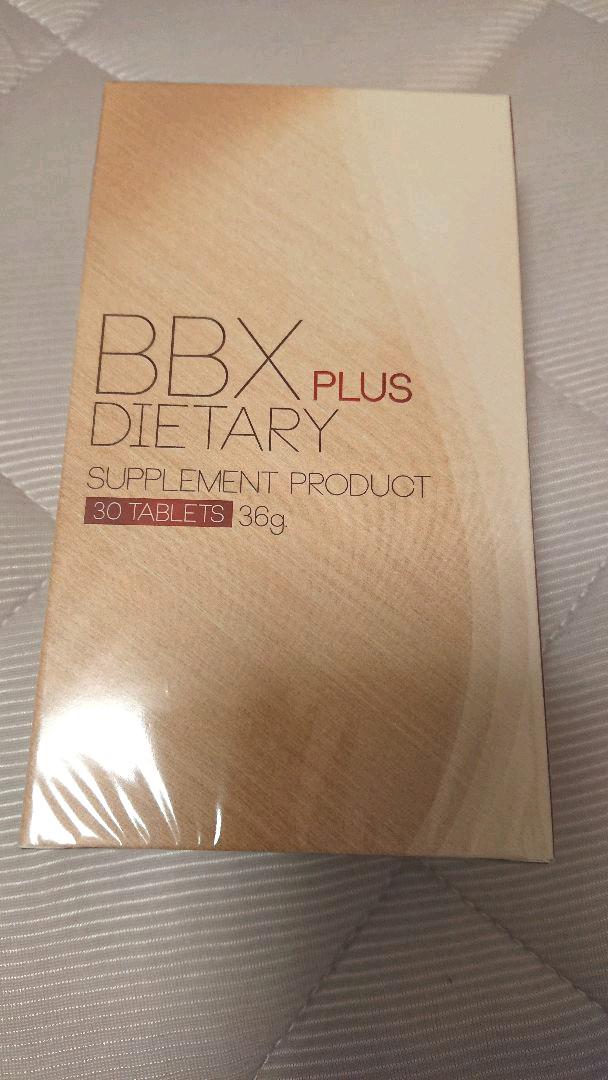 BBX PLUS
DIETARY
SUPPLEMENT PRODUCT
30 TABLETS 36g.